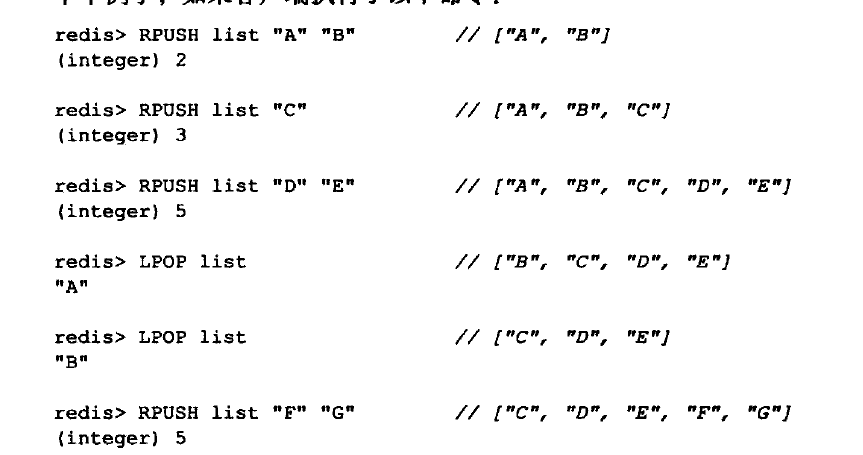 redis> RPUSH list "A" "B" // ["A", "B"]
(integer) 2
redis> RPUSH list "C" // ["A", "B", "C"]
(integer) 3
redis> RPUSH list "D" "E" // ["A", "B", "C", "D", "E"]
(integer) 5
redis> LPOP list // ["B", "C", "D", "E"]
"A"
redis> LPOP list // ["C", "D", "E"]
"B"
redis> RPUSH list "F" "G" // ["C", "D", "E", "F", "G"]
(integer) 5